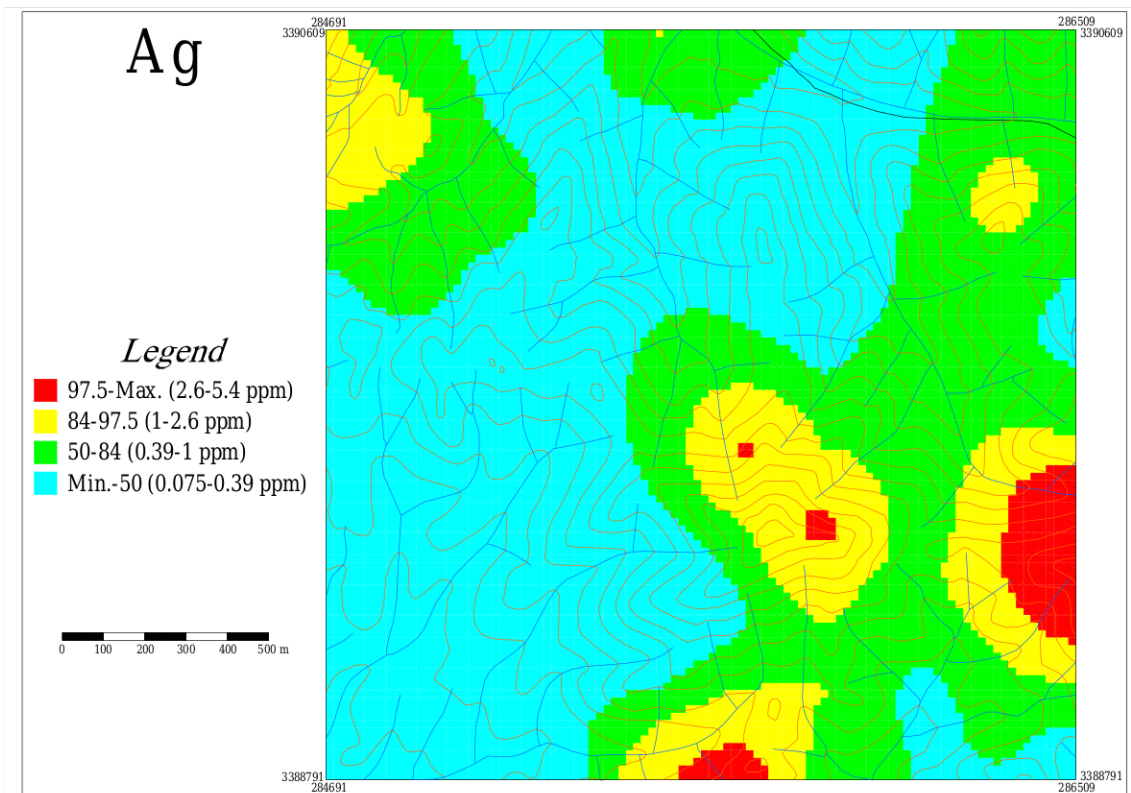 Ag
284691
286509
3390609
3390609
Legend
97.5-Max. (2.6-5.4 ppm)
84-97.5 (1-2.6 ppm)
50-84 (0.39-1 ppm)
Min.-50 (0.075-0.39 ppm)
0 100 200 300 400 500 m
3388791
3388791
284691
286509